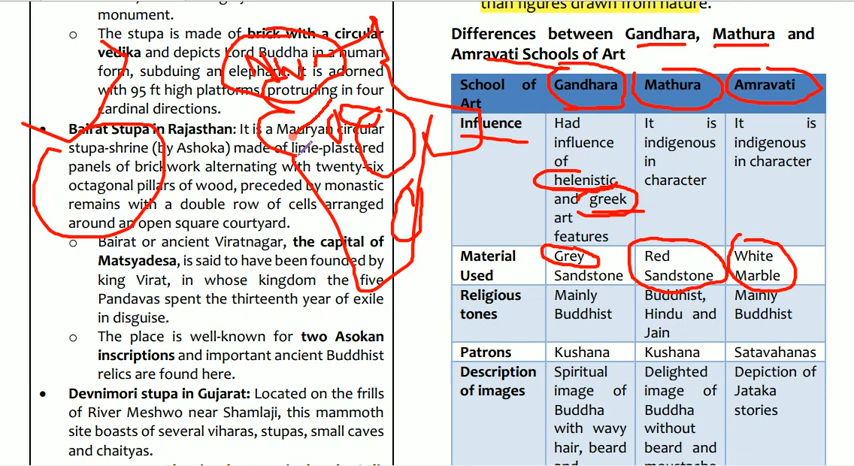 monument.
o The stupa is made of brick with a circular
vedika and depicts Lord Buddha in a human
form, subduing an elephant. It is adorned
with 95 ft high platforms protruding in four
cardinal directions.
• Bairat Stupa in Rajasthan: It is a Mauryan circular
stupa-shrine (by Ashoka) made of lime-plastered
panels of brickwork alternating with twenty-six
octagonal pillars of wood, preceded by monastic
remains with a double row of cells arranged
around an open square courtyard.
o Bairat or ancient Viratnagar, the capital of
Matsyadesa, is said to have been founded by
king Virat, in whose kingdom the five
Pandavas spent the thirteenth year of exile
in disguise.
o The place is well-known for two Asokan
inscriptions and important ancient Buddhist
relics are found here.
• Devnimori stupa in Gujarat: Located on the frills
of River Meshwo near Shamlaji, this mammoth
site boasts of several viharas, stupas, small caves
and chaityas.
than figures drawn from nature.
Differences between Gandhara, Mathura and
Amravati Schools of Art
School of Art Gandhara Mathura Amravati
Influence Had influence of helenistic and greek art features It is indigenous in character It is indigenous in character
Material Used Grey Sandstone Red Sandstone White Marble
Religious tones Mainly Buddhist Buddhist, Hindu and Jain Mainly Buddhist
Patrons Kushana Kushana Satavahanas
Description of images Spiritual image of Buddha with wavy hair, beard and Delighted image of Buddha without beard and moustache Depiction of Jataka stories